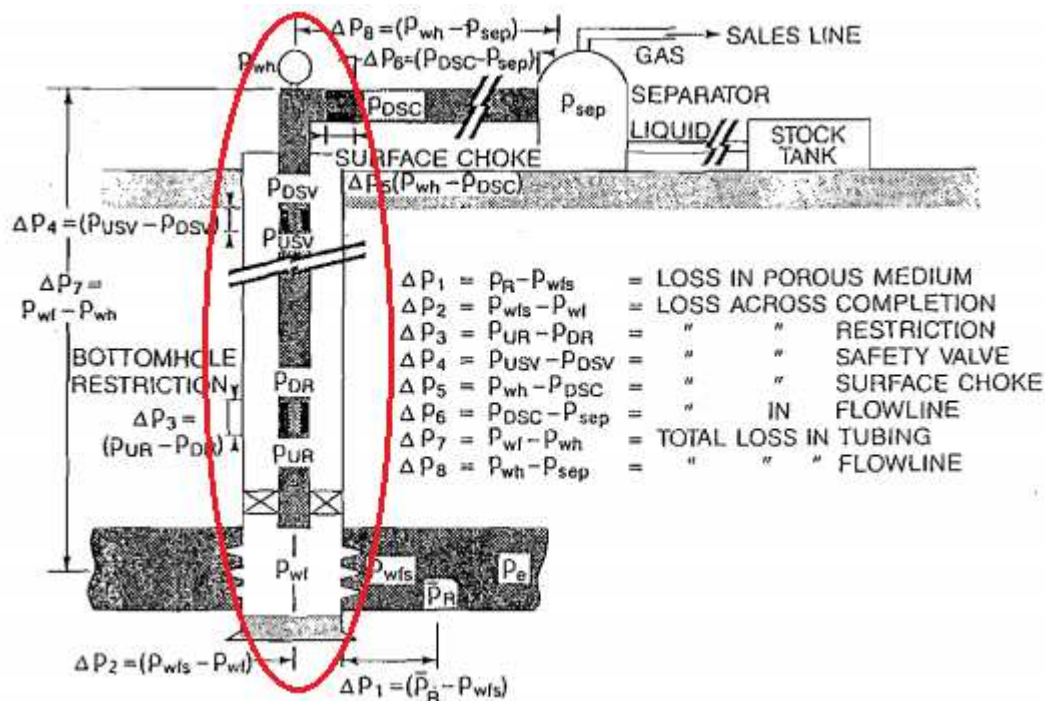 ΔP8=(Pwh-Psep)
Pwh
ΔP6=(PDSC-Psep)
SALES LINE
GAS
PDSC
Psep
SEPARATOR
LIQUID
STOCK
TANK
SURFACE CHOKE
ΔP5(Pwh-PDSC)
PDSV
ΔP4=(PUSV-PDSV)
PUSV
ΔP7=
Pwf-Pwh
BOTTOMHOLE
RESTRICTION
PDR
ΔP3=
(PUR-PDR)
PUR
ΔP1 = PR-Pwfs = LOSS IN POROUS MEDIUM
ΔP2 = Pwfs-Pwf = LOSS ACROSS COMPLETION
ΔP3 = PUR-PDR = " " RESTRICTION
ΔP4 = PUSV-PDSV = " " SAFETY VALVE
ΔP5 = Pwh-PDSC = " " SURFACE CHOKE
ΔP6 = PDSC-Psep = " IN FLOWLINE
ΔP7 = Pwf-Pwh = TOTAL LOSS IN TUBING
ΔP8 = Pwh-Psep = " " " FLOWLINE
Pwf
Pwfs
Pe
P̄R
ΔP2=(Pwfs-Pwf)
ΔP1=(P̄R-Pwfs)